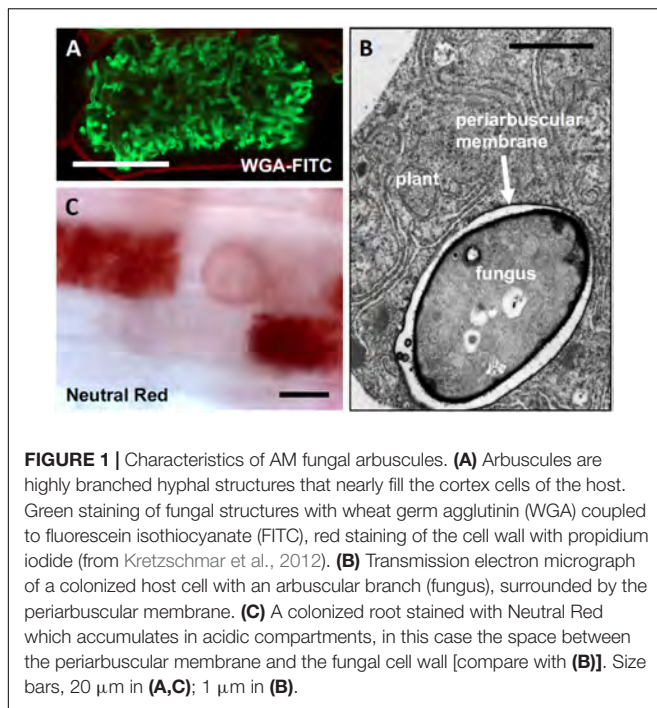 A
WGA-FITC
B
periarbuscular
membrane
plant
fungus
C
Neutral Red
FIGURE 1 | Characteristics of AM fungal arbuscules. (A) Arbuscules are
highly branched hyphal structures that nearly fill the cortex cells of the host.
Green staining of fungal structures with wheat germ agglutinin (WGA) coupled
to fluorescein isothiocyanate (FITC), red staining of the cell wall with propidium
iodide (from Kretzschmar et al., 2012). (B) Transmission electron micrograph
of a colonized host cell with an arbuscular branch (fungus), surrounded by the
periarbuscular membrane. (C) A colonized root stained with Neutral Red
which accumulates in acidic compartments, in this case the space between
the periarbuscular membrane and the fungal cell wall [compare with (B)]. Size
bars, 20 μm in (A,C); 1 μm in (B).